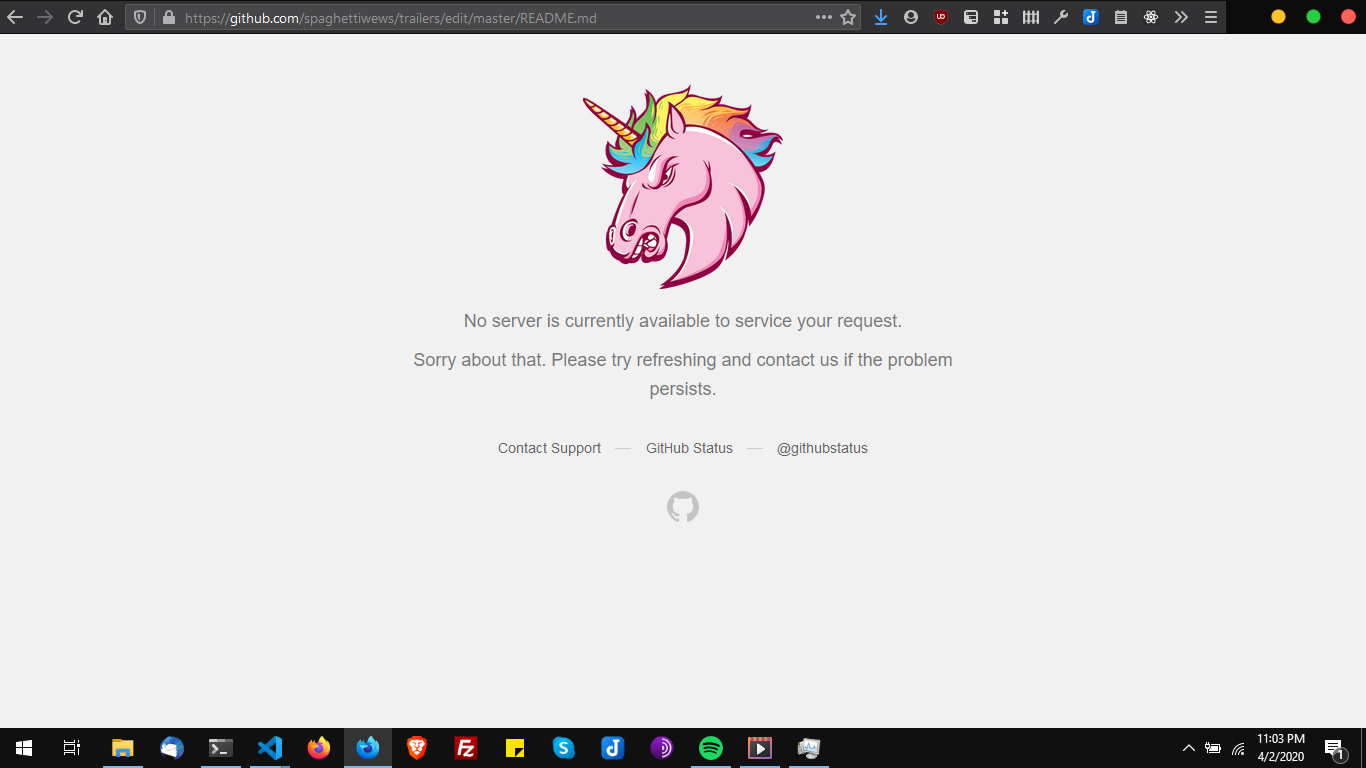 https://github.com/spaghettiwews/trailers/edit/master/README.md
No server is currently available to service your request.
Sorry about that. Please try refreshing and contact us if the problem
persists.
Contact Support — GitHub Status — @githubstatus
11:03 PM
4/2/2020
1